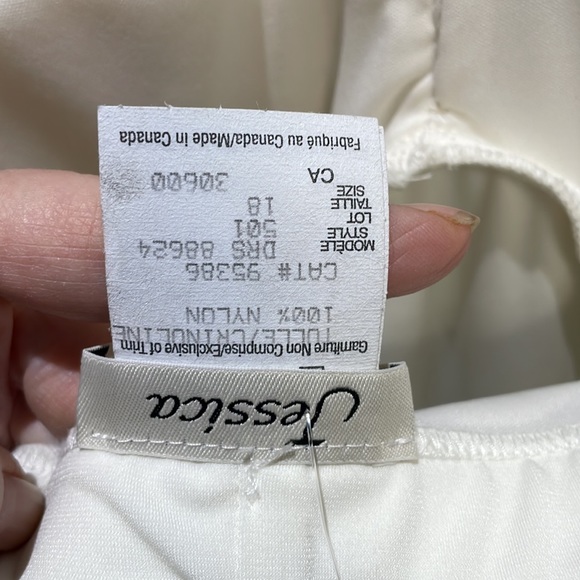 Jessica
Garniture Non Comprise/Exclusive of Trim
TULLE/CRINOLINE
100% NYLON
CAT# 95386
MODÈLE DRS 88624
STYLE 501
LOT
TAILLE 18
SIZE
CA 30600
Fabriqué au Canada/Made in Canada